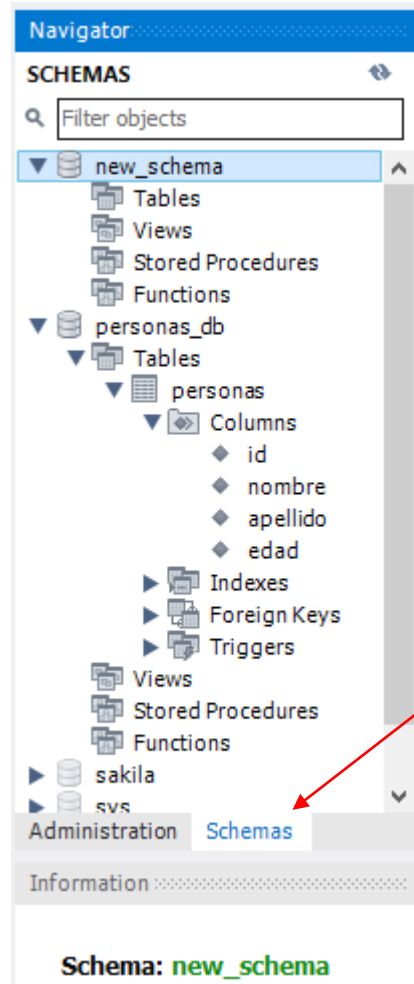 Navigator
SCHEMAS
Filter objects
new_schema
Tables
Views
Stored Procedures
Functions
personas_db
Tables
personas
Columns
id
nombre
apellido
edad
Indexes
Foreign Keys
Triggers
Views
Stored Procedures
Functions
sakila
sys
Administration Schemas
Information
Schema: new_schema